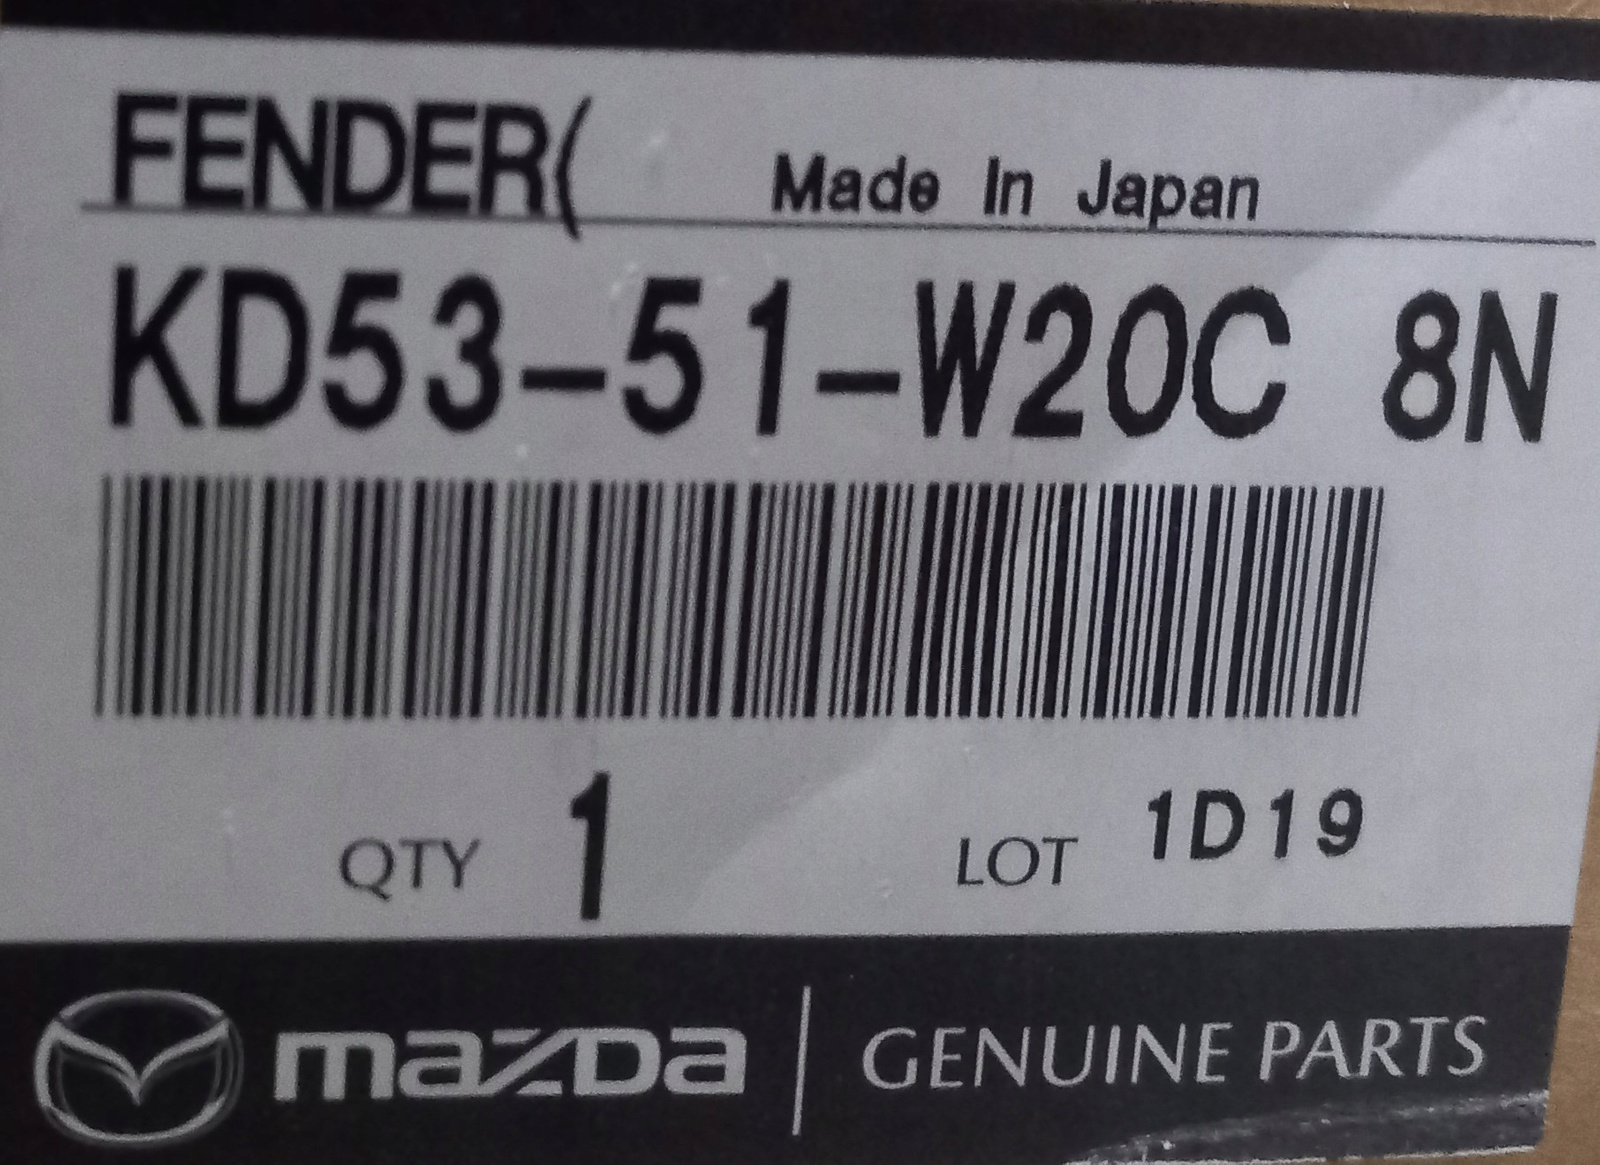 FENDER( Made In Japan
KD53-51-W20C 8N
QTY 1 LOT 1D19
mazda GENUINE PARTS